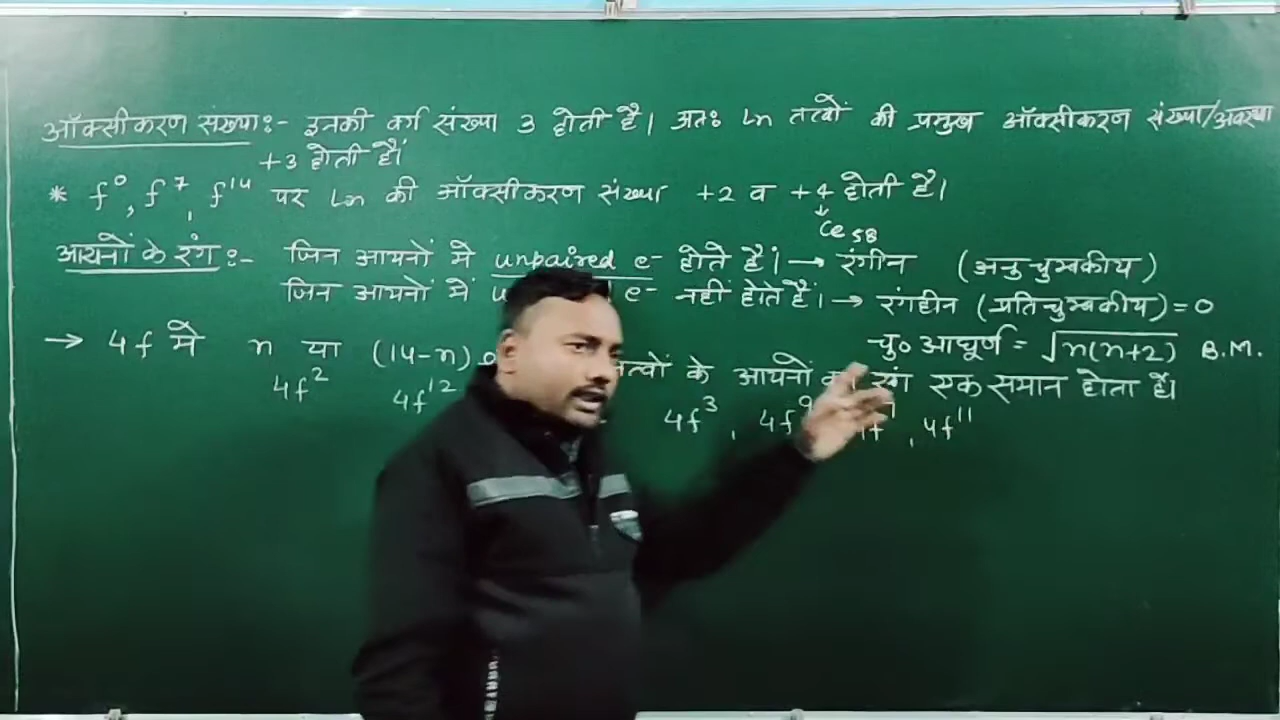 ऑक्सीकरण संख्याः- इनकी वर्ग संख्या 3 होती है। अतः Ln तत्वों की प्रमुख ऑक्सीकरण संख्या/अवस्था
+3 होती है।
* f⁰, f⁷, f¹⁴ पर Ln की ऑक्सीकरण संख्या +2 व +4 होती है।
Ce₅₈
आयनों के रंगः- जिन आयनों मे unpaired e⁻ होते है। → रंगीन (अनुचुम्बकीय)
जिन आयनों में e⁻ नहीं होते हैं। → रंगहीन (प्रतिचुम्बकीय) = 0
चु० आघूर्ण = √n(n+2) B.M.
→ 4f मे n या (14-n) तत्वों के आयनों रंग एक समान होता है।
4f² 4f¹² 4f³, 4f , 4f¹¹